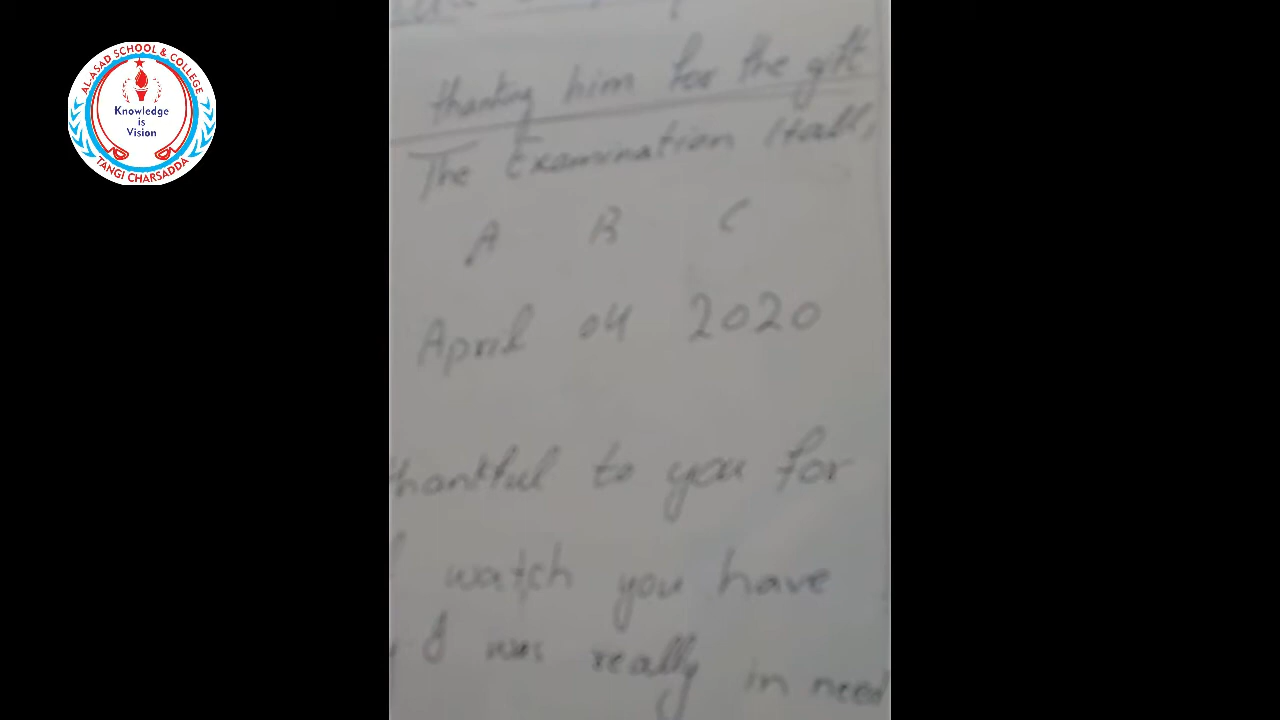 AL-ASAD SCHOOL & COLLEGE
Knowledge
is
Vision
TANGI CHARSADDA
thanking him for the gift
The Examination Hall,
A B C
April 04 2020
thankful to you for
watch you have
I was really in need